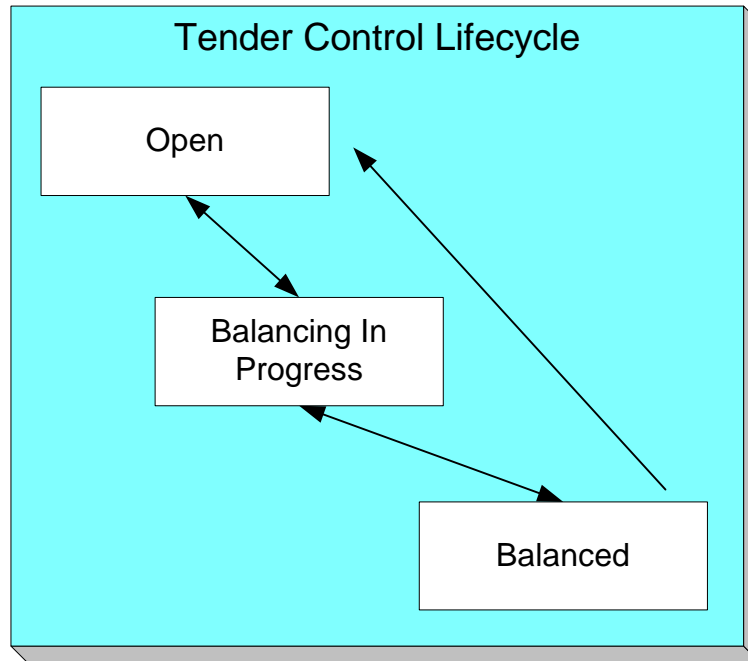 Tender Control Lifecycle
Open
Balancing In
Progress
Balanced